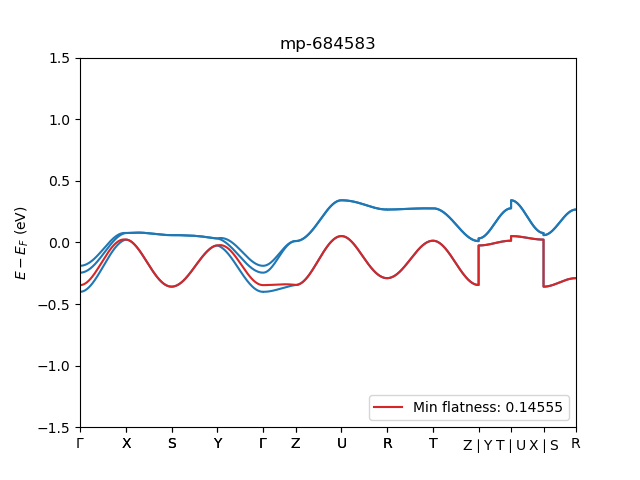 mp-684583
1.5
1.0
0.5
0.0
−0.5
−1.0
−1.5
E − E_F (eV)
Min flatness: 0.14555
Γ X S Y Γ Z U R T Z | Y T | U X | S R